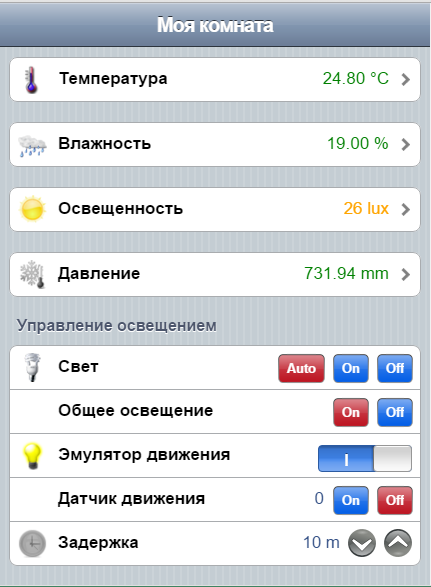 Моя комната
Температура 24.80 °C
Влажность 19.00 %
Освещенность 26 lux
Давление 731.94 mm
Управление освещением
Свет Auto On Off
Общее освещение On Off
Эмулятор движения I
Датчик движения 0 On Off
Задержка 10 m